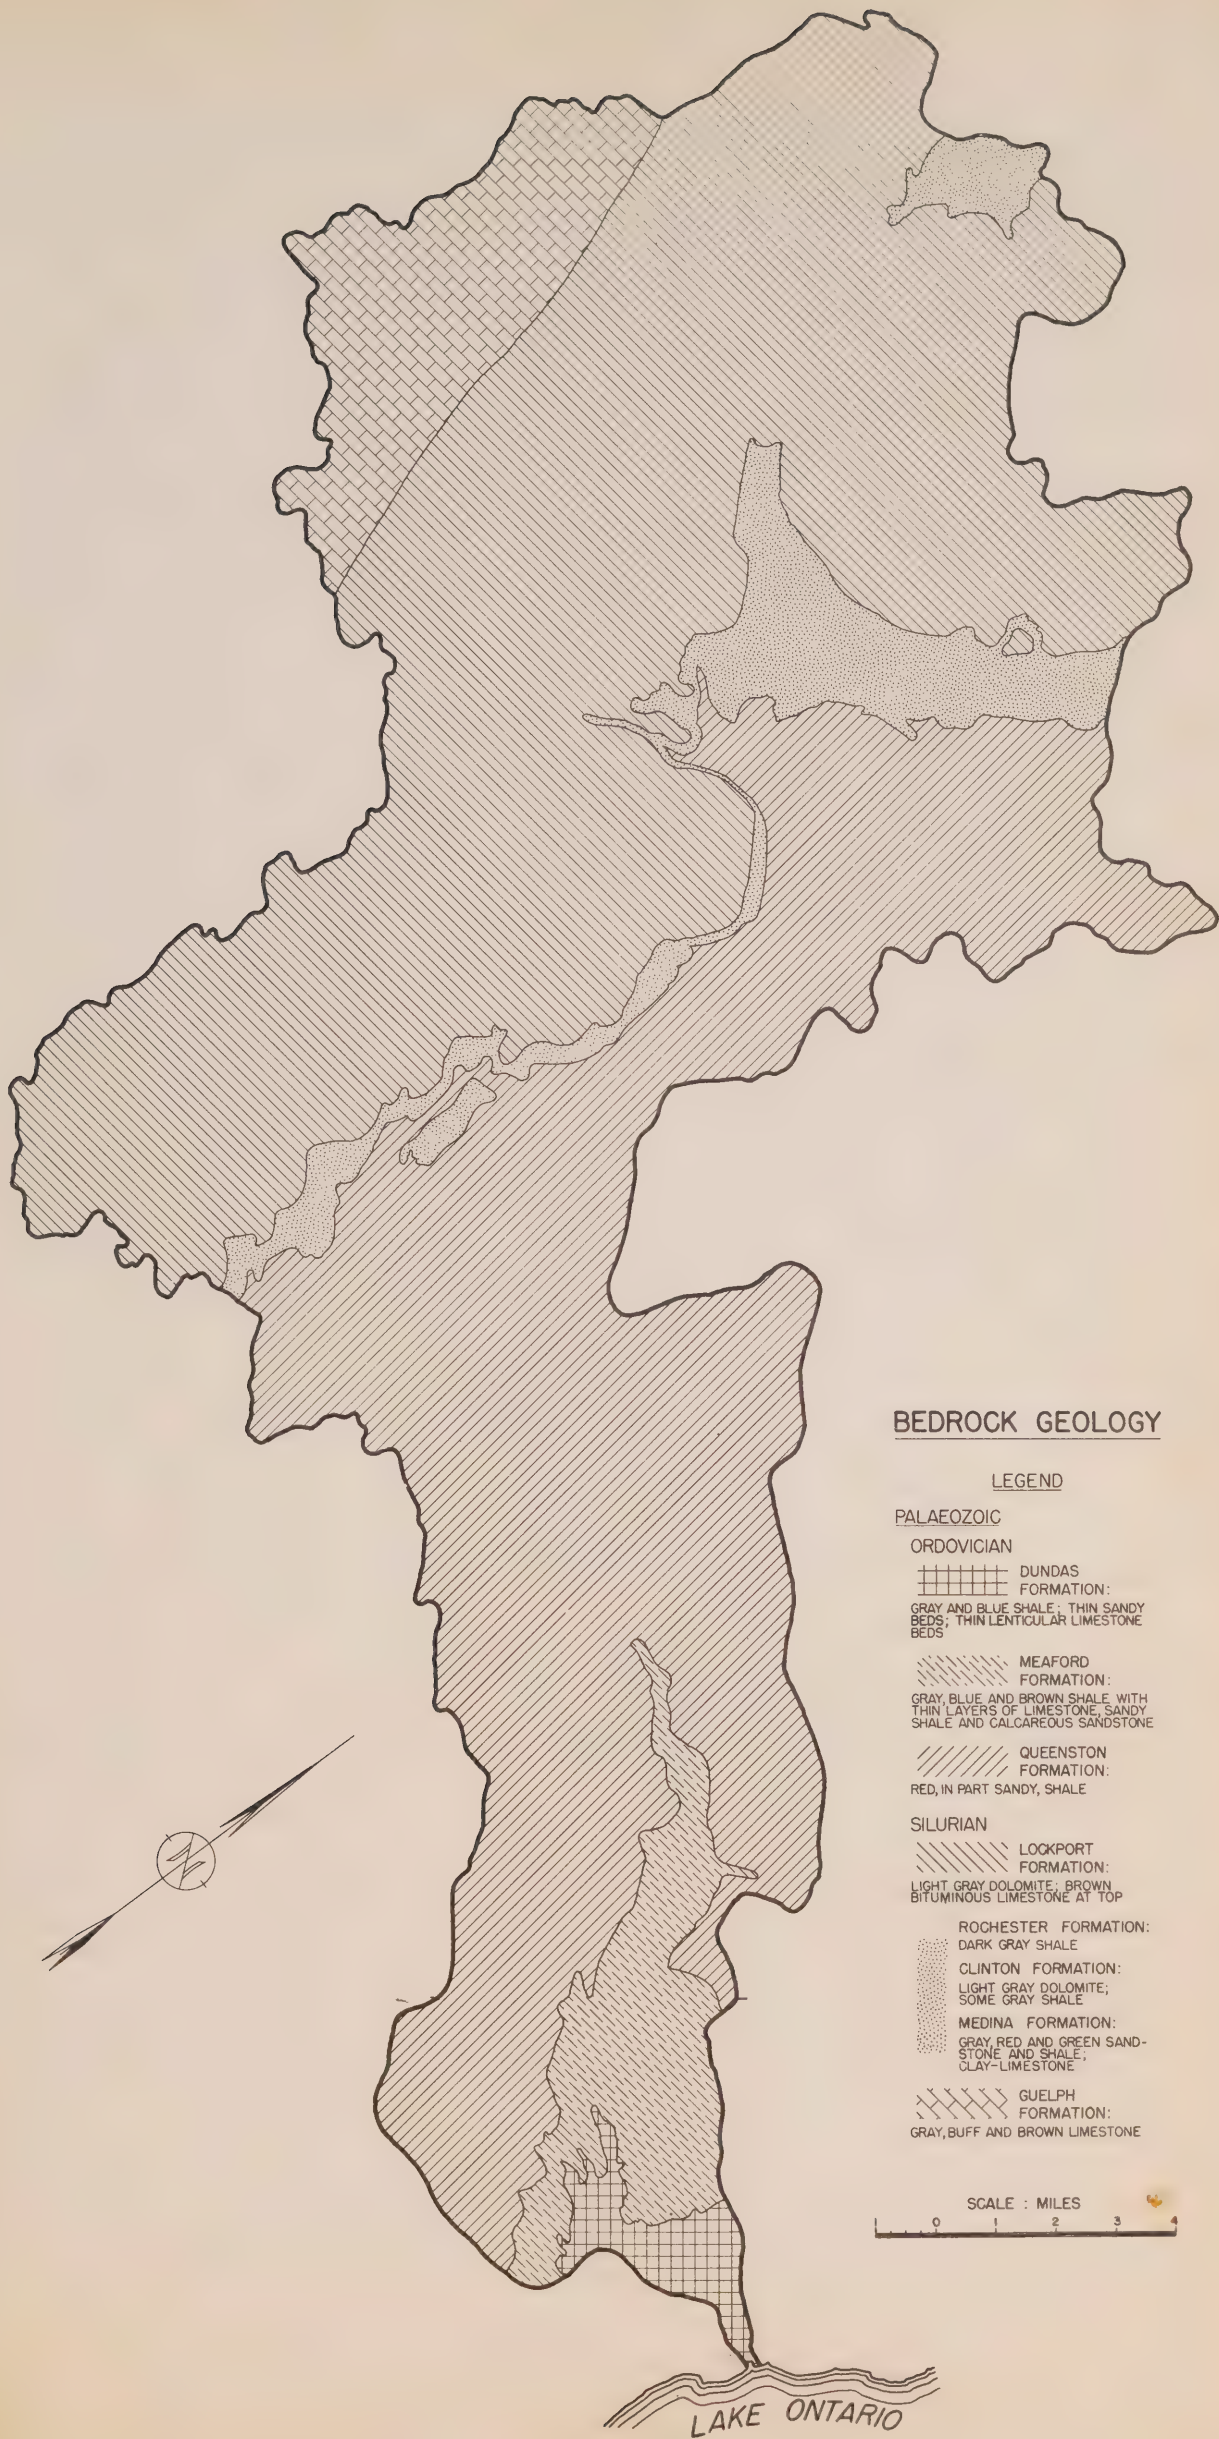 BEDROCK GEOLOGY
LEGEND
PALAEOZOIC
ORDOVICIAN
DUNDAS
FORMATION:
GRAY AND BLUE SHALE; THIN SANDY
BEDS; THIN LENTICULAR LIMESTONE
BEDS
MEAFORD
FORMATION:
GRAY, BLUE AND BROWN SHALE WITH
THIN LAYERS OF LIMESTONE, SANDY
SHALE AND CALCAREOUS SANDSTONE
QUEENSTON
FORMATION:
RED, IN PART SANDY, SHALE
SILURIAN
LOCKPORT
FORMATION:
LIGHT GRAY DOLOMITE; BROWN
BITUMINOUS LIMESTONE AT TOP
ROCHESTER FORMATION:
DARK GRAY SHALE
CLINTON FORMATION:
LIGHT GRAY DOLOMITE;
SOME GRAY SHALE
MEDINA FORMATION:
GRAY, RED AND GREEN SAND-
STONE AND SHALE;
CLAY-LIMESTONE
GUELPH
FORMATION:
GRAY, BUFF AND BROWN LIMESTONE
SCALE : MILES
1 0 1 2 3 4
N
LAKE ONTARIO